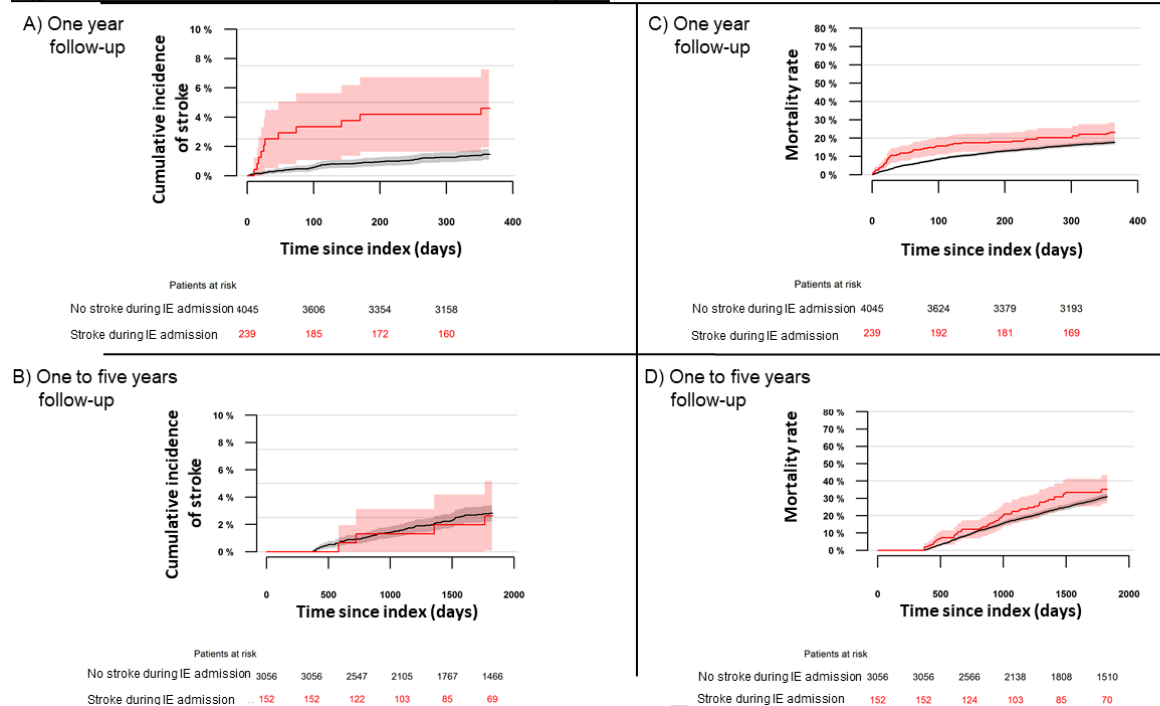 A) One year
follow-up
Cumulative incidence
of stroke
10 %
8 %
6 %
4 %
2 %
0 %
0 100 200 300 400
Time since index (days)
Patients at risk
No stroke during IE admission 4045 3606 3354 3158
Stroke during IE admission 239 185 172 160
C) One year
follow-up
Mortality rate
80 %
70 %
60 %
50 %
40 %
30 %
20 %
10 %
0 %
0 100 200 300 400
Time since index (days)
Patients at risk
No stroke during IE admission 4045 3624 3379 3193
Stroke during IE admission 239 192 181 169
B) One to five years
follow-up
Cumulative incidence
of stroke
10 %
8 %
6 %
4 %
2 %
0 %
0 500 1000 1500 2000
Time since index (days)
Patients at risk
No stroke during IE admission 3056 3056 2547 2105 1767 1466
Stroke during IE admission 152 152 122 103 85 69
D) One to five years
follow-up
Mortality rate
80 %
70 %
60 %
50 %
40 %
30 %
20 %
10 %
0 %
0 500 1000 1500 2000
Time since index (days)
Patients at risk
No stroke during IE admission 3056 3056 2566 2138 1808 1510
Stroke during IE admission 152 152 124 103 85 70